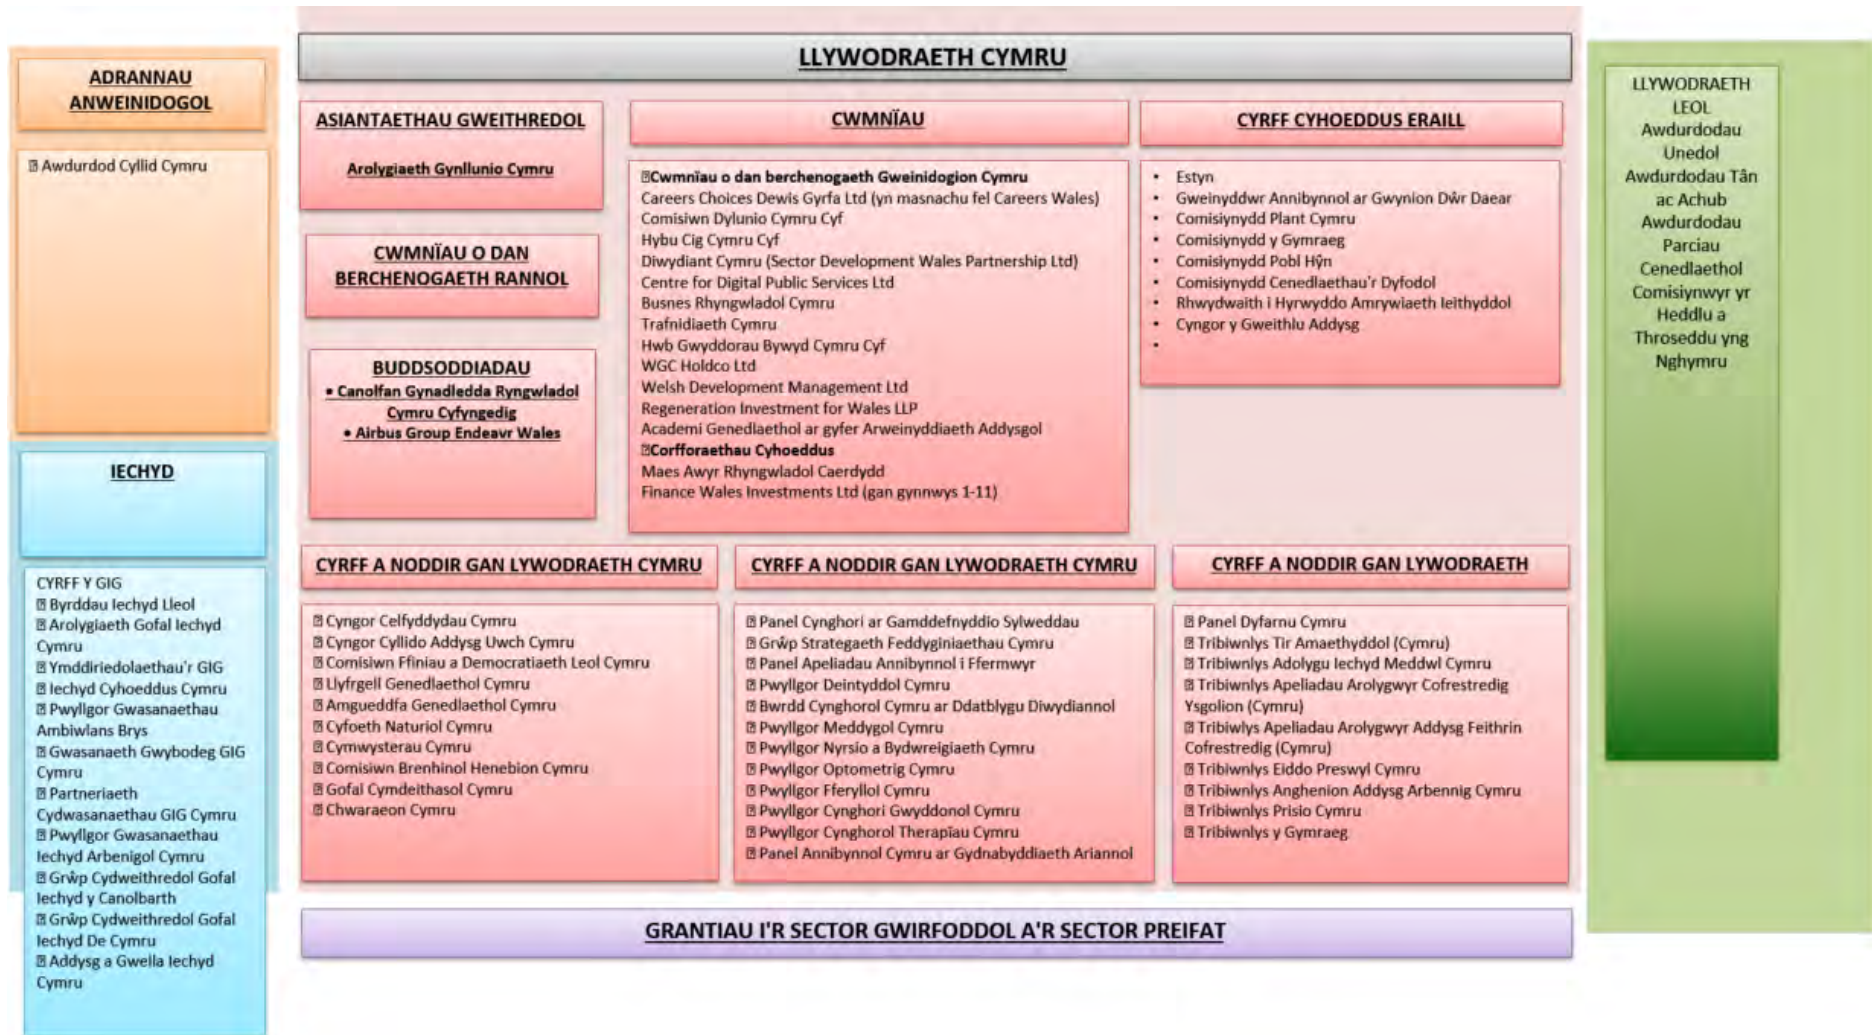 ADRANNAU
ANWEINIDOGOL
Awdurdod Cyllid Cymru
IECHYD
CYRFF Y GIG
Byrddau Iechyd Lleol
Arolygiaeth Gofal Iechyd
Cymru
Ymddiriedolaethau'r GIG
Iechyd Cyhoeddus Cymru
Pwyllgor Gwasanaethau
Ambiwlans Brys
Gwasanaeth Gwybodeg GIG
Cymru
Partneriaeth
Cydwasanaethau GIG Cymru
Pwyllgor Gwasanaethau
Iechyd Arbenigol Cymru
Grŵp Cydweithredol Gofal
Iechyd y Canolbarth
Grŵp Cydweithredol Gofal
Iechyd De Cymru
Addysg a Gwella Iechyd
Cymru
LLYWODRAETH CYMRU
ASIANTAETHAU GWEITHREDOL
Arolygiaeth Gynllunio Cymru
CWMNÏAU O DAN
BERCHENOGAETH RANNOL
BUDDSODDIADAU
• Canolfan Gynadledda Ryngwladol
Cymru Cyfyngedig
• Airbus Group Endeavr Wales
CWMNÏAU
Cwmnïau o dan berchenogaeth Gweinidogion Cymru
Careers Choices Dewis Gyrfa Ltd (yn masnachu fel Careers Wales)
Comisiwn Dylunio Cymru Cyf
Hybu Cig Cymru Cyf
Diwydiant Cymru (Sector Development Wales Partnership Ltd)
Centre for Digital Public Services Ltd
Busnes Rhyngwladol Cymru
Trafnidiaeth Cymru
Hwb Gwyddorau Bywyd Cymru Cyf
WGC Holdco Ltd
Welsh Development Management Ltd
Regeneration Investment for Wales LLP
Academi Genedlaethol ar gyfer Arweinyddiaeth Addysgol
Corfforaethau Cyhoeddus
Maes Awyr Rhyngwladol Caerdydd
Finance Wales Investments Ltd (gan gynnwys 1-11)
CYRFF CYHOEDDUS ERAILL
• Estyn
• Gweinyddwr Annibynnol ar Gwynion Dŵr Daear
• Comisiynydd Plant Cymru
• Comisiynydd y Gymraeg
• Comisiynydd Pobl Hŷn
• Comisiynydd Cenedlaethau'r Dyfodol
• Rhwydwaith i Hyrwyddo Amrywiaeth Ieithyddol
• Cyngor y Gweithlu Addysg
•
CYRFF A NODDIR GAN LYWODRAETH CYMRU
Cyngor Celfyddydau Cymru
Cyngor Cyllido Addysg Uwch Cymru
Comisiwn Ffiniau a Democratiaeth Leol Cymru
Llyfrgell Genedlaethol Cymru
Amgueddfa Genedlaethol Cymru
Cyfoeth Naturiol Cymru
Cymwysterau Cymru
Comisiwn Brenhinol Henebion Cymru
Gofal Cymdeithasol Cymru
Chwaraeon Cymru
CYRFF A NODDIR GAN LYWODRAETH CYMRU
Panel Cynghori ar Gamddefnyddio Sylweddau
Grŵp Strategaeth Feddyginiaethau Cymru
Panel Apeliadau Annibynnol i Ffermwyr
Pwyllgor Deintyddol Cymru
Bwrdd Cynghorol Cymru ar Ddatblygu Diwydiannol
Pwyllgor Meddygol Cymru
Pwyllgor Nyrsio a Bydwreigiaeth Cymru
Pwyllgor Optometrig Cymru
Pwyllgor Fferyllol Cymru
Pwyllgor Cynghori Gwyddonol Cymru
Pwyllgor Cynghorol Therapïau Cymru
Panel Annibynnol Cymru ar Gydnabyddiaeth Ariannol
CYRFF A NODDIR GAN LYWODRAETH
Panel Dyfarnu Cymru
Tribiwnlys Tir Amaethyddol (Cymru)
Tribiwnlys Adolygu Iechyd Meddwl Cymru
Tribiwnlys Apeliadau Arolygwyr Cofrestredig
Ysgolion (Cymru)
Tribiwlys Apeliadau Arolygwyr Addysg Feithrin
Cofrestredig (Cymru)
Tribiwnlys Eiddo Preswyl Cymru
Tribiwnlys Anghenion Addysg Arbennig Cymru
Tribiwnlys Prisio Cymru
Tribiwnlys y Gymraeg
GRANTIAU I'R SECTOR GWIRFODDOL A'R SECTOR PREIFAT
LLYWODRAETH
LEOL
Awdurdodau
Unedol
Awdurdodau Tân
ac Achub
Awdurdodau
Parciau
Cenedlaethol
Comisiynwyr yr
Heddlu a
Throseddu yng
Nghymru